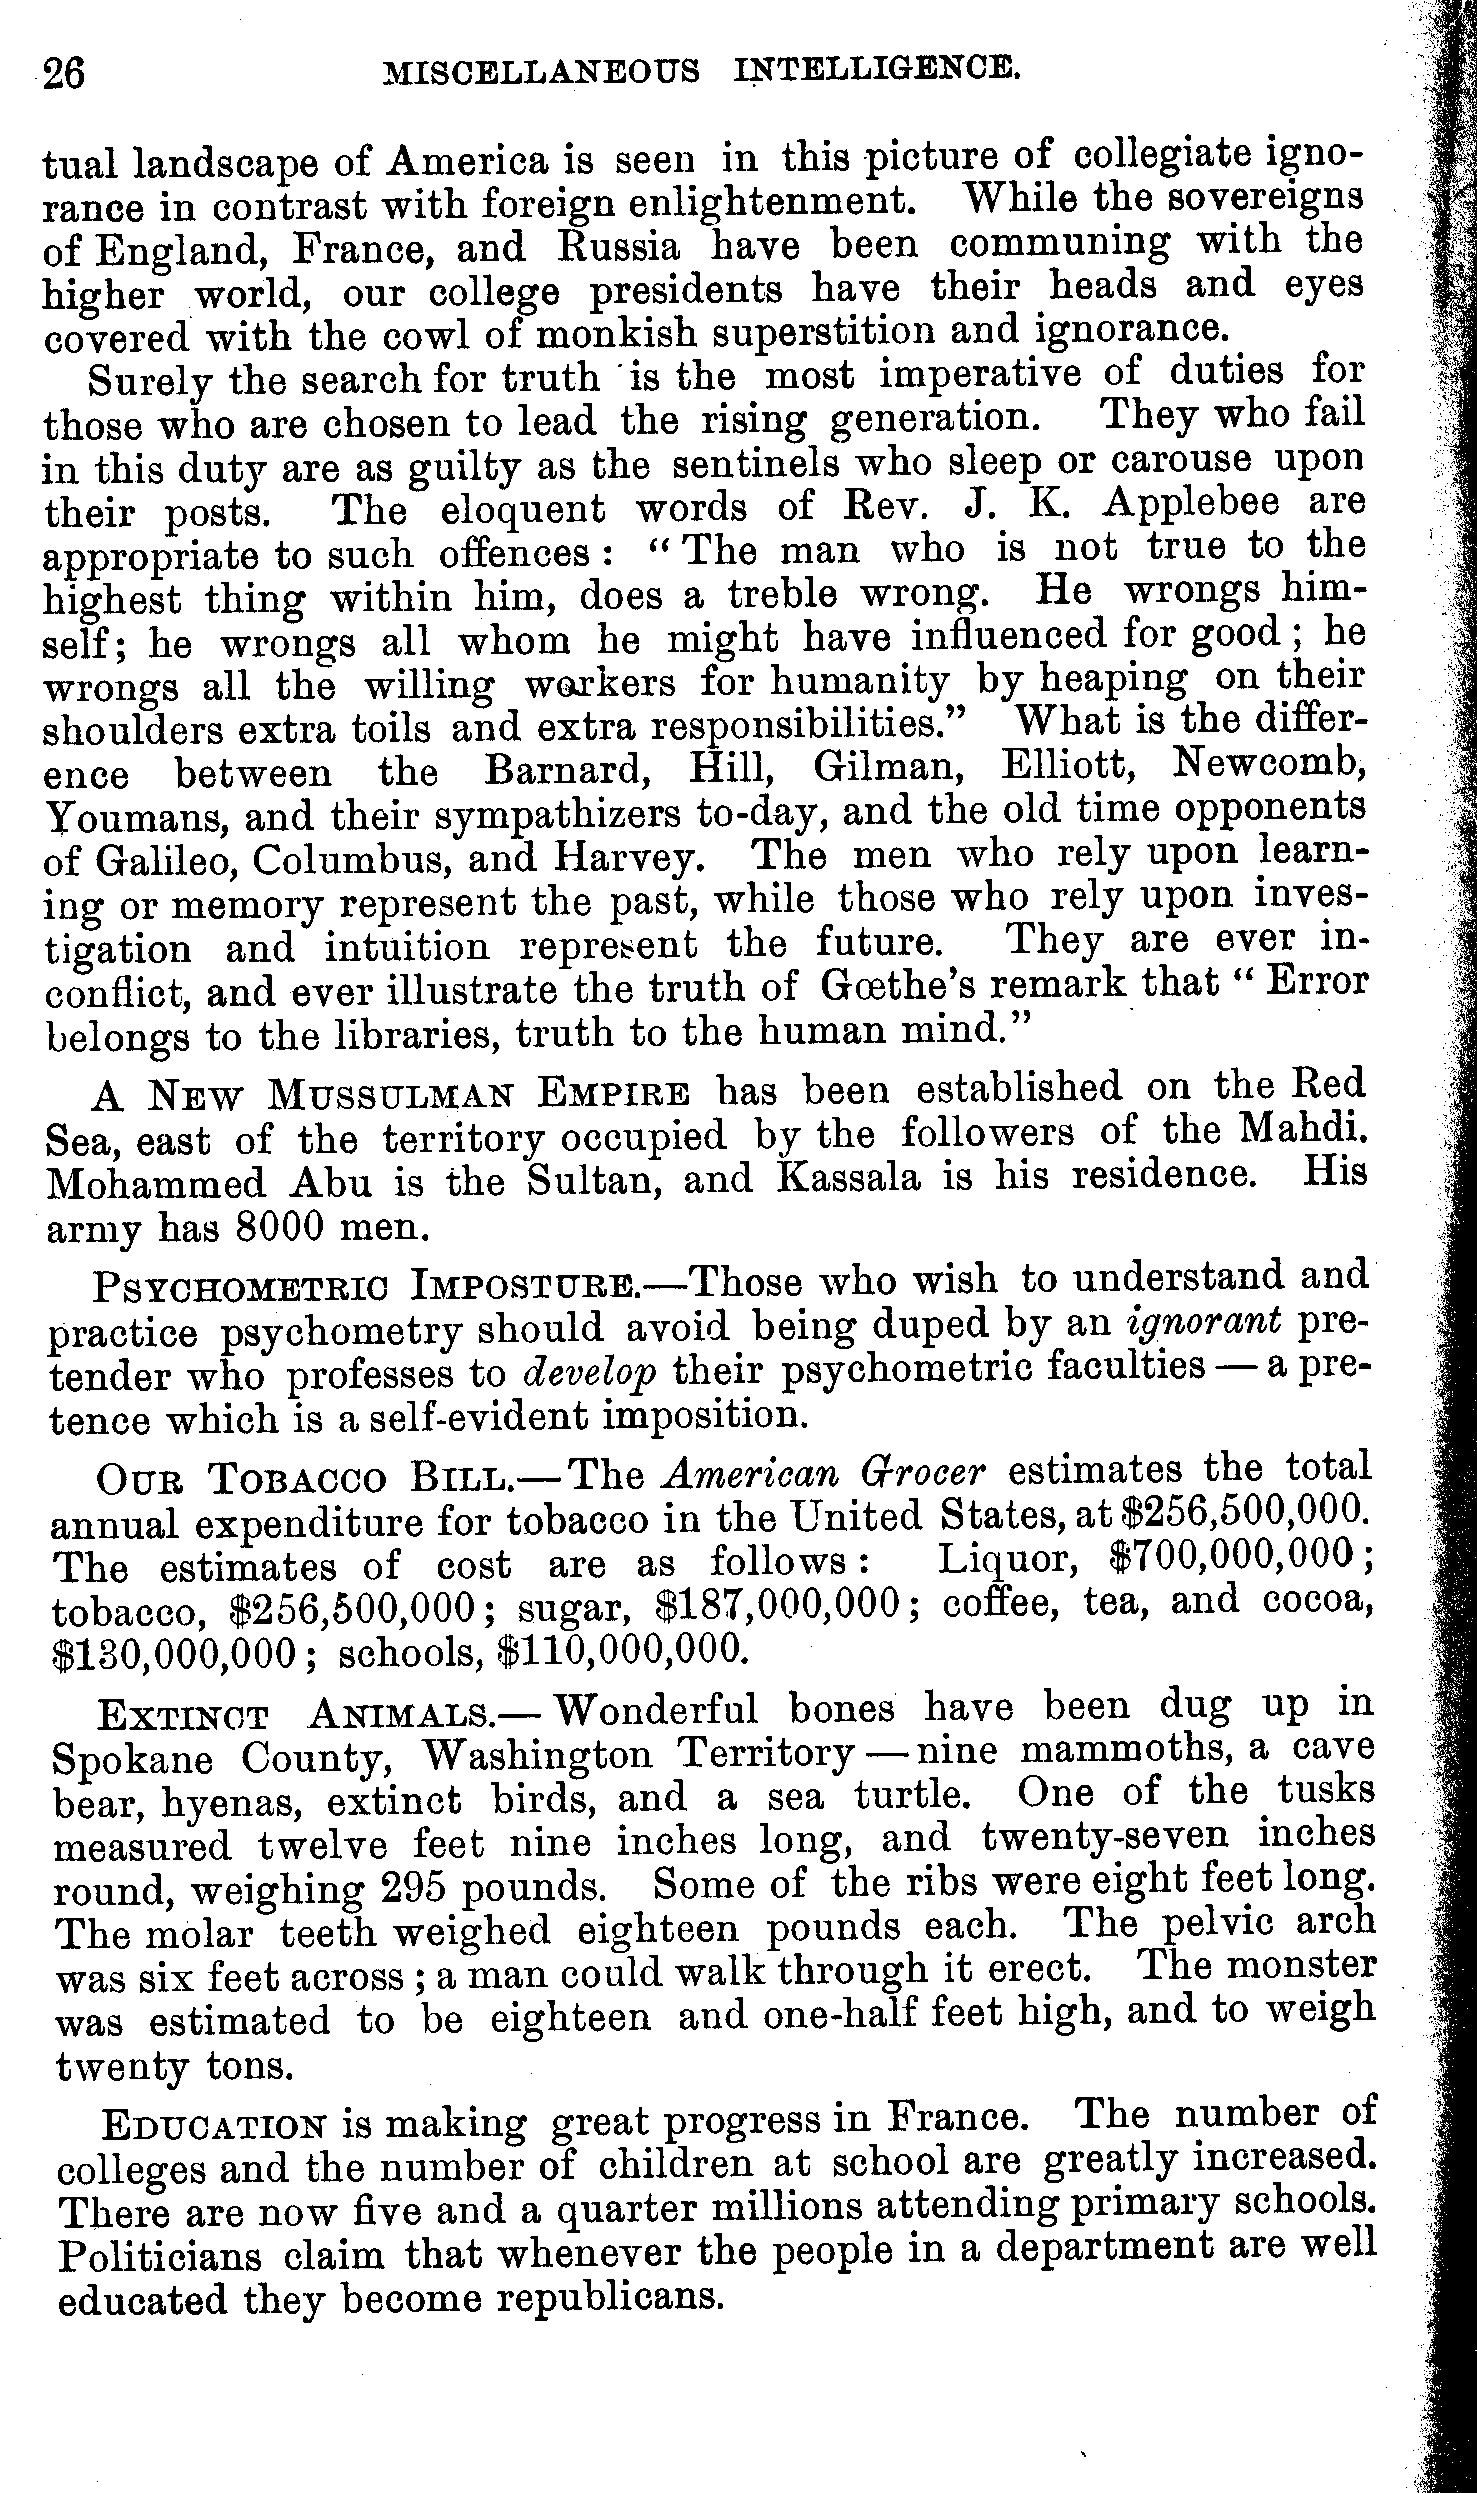 26 MISCELLANEOUS INTELLIGENCE.
tual landscape of America is seen in this picture of collegiate igno-
rance in contrast with foreign enlightenment. While the sovereigns
of England, France, and Russia have been communing with the
higher world, our college presidents have their heads and eyes
covered with the cowl of monkish superstition and ignorance.
Surely the search for truth is the most imperative of duties for
those who are chosen to lead the rising generation. They who fail
in this duty are as guilty as the sentinels who sleep or carouse upon
their posts. The eloquent words of Rev. J. K. Applebee are
appropriate to such offences : “ The man who is not true to the
highest thing within him, does a treble wrong. He wrongs him-
self; he wrongs all whom he might have influenced for good ; he
wrongs all the willing workers for humanity by heaping on their
shoulders extra toils and extra responsibilities.” What is the differ-
ence between the Barnard, Hill, Gilman, Elliott, Newcomb,
Youmans, and their sympathizers to-day, and the old time opponents
of Galileo, Columbus, and Harvey. The men who rely upon learn-
ing or memory represent the past, while those who rely upon inves-
tigation and intuition represent the future. They are ever in-
conflict, and ever illustrate the truth of Gœthe’s remark that “ Error
belongs to the libraries, truth to the human mind.”
A NEW MUSSULMAN EMPIRE has been established on the Red
Sea, east of the territory occupied by the followers of the Mahdi.
Mohammed Abu is the Sultan, and Kassala is his residence. His
army has 8000 men.
PSYCHOMETRIC IMPOSTURE.—Those who wish to understand and
practice psychometry should avoid being duped by an ignorant pre-
tender who professes to develop their psychometric faculties — a pre-
tence which is a self-evident imposition.
OUR TOBACCO BILL.—The American Grocer estimates the total
annual expenditure for tobacco in the United States, at $256,500,000.
The estimates of cost are as follows : Liquor, $700,000,000 ;
tobacco, $256,500,000 ; sugar, $187,000,000 ; coffee, tea, and cocoa,
$130,000,000 ; schools, $110,000,000.
EXTINCT ANIMALS.— Wonderful bones have been dug up in
Spokane County, Washington Territory — nine mammoths, a cave
bear, hyenas, extinct birds, and a sea turtle. One of the tusks
measured twelve feet nine inches long, and twenty-seven inches
round, weighing 295 pounds. Some of the ribs were eight feet long.
The molar teeth weighed eighteen pounds each. The pelvic arch
was six feet across ; a man could walk through it erect. The monster
was estimated to be eighteen and one-half feet high, and to weigh
twenty tons.
EDUCATION is making great progress in France. The number of
colleges and the number of children at school are greatly increased.
There are now five and a quarter millions attending primary schools.
Politicians claim that whenever the people in a department are well
educated they become republicans.